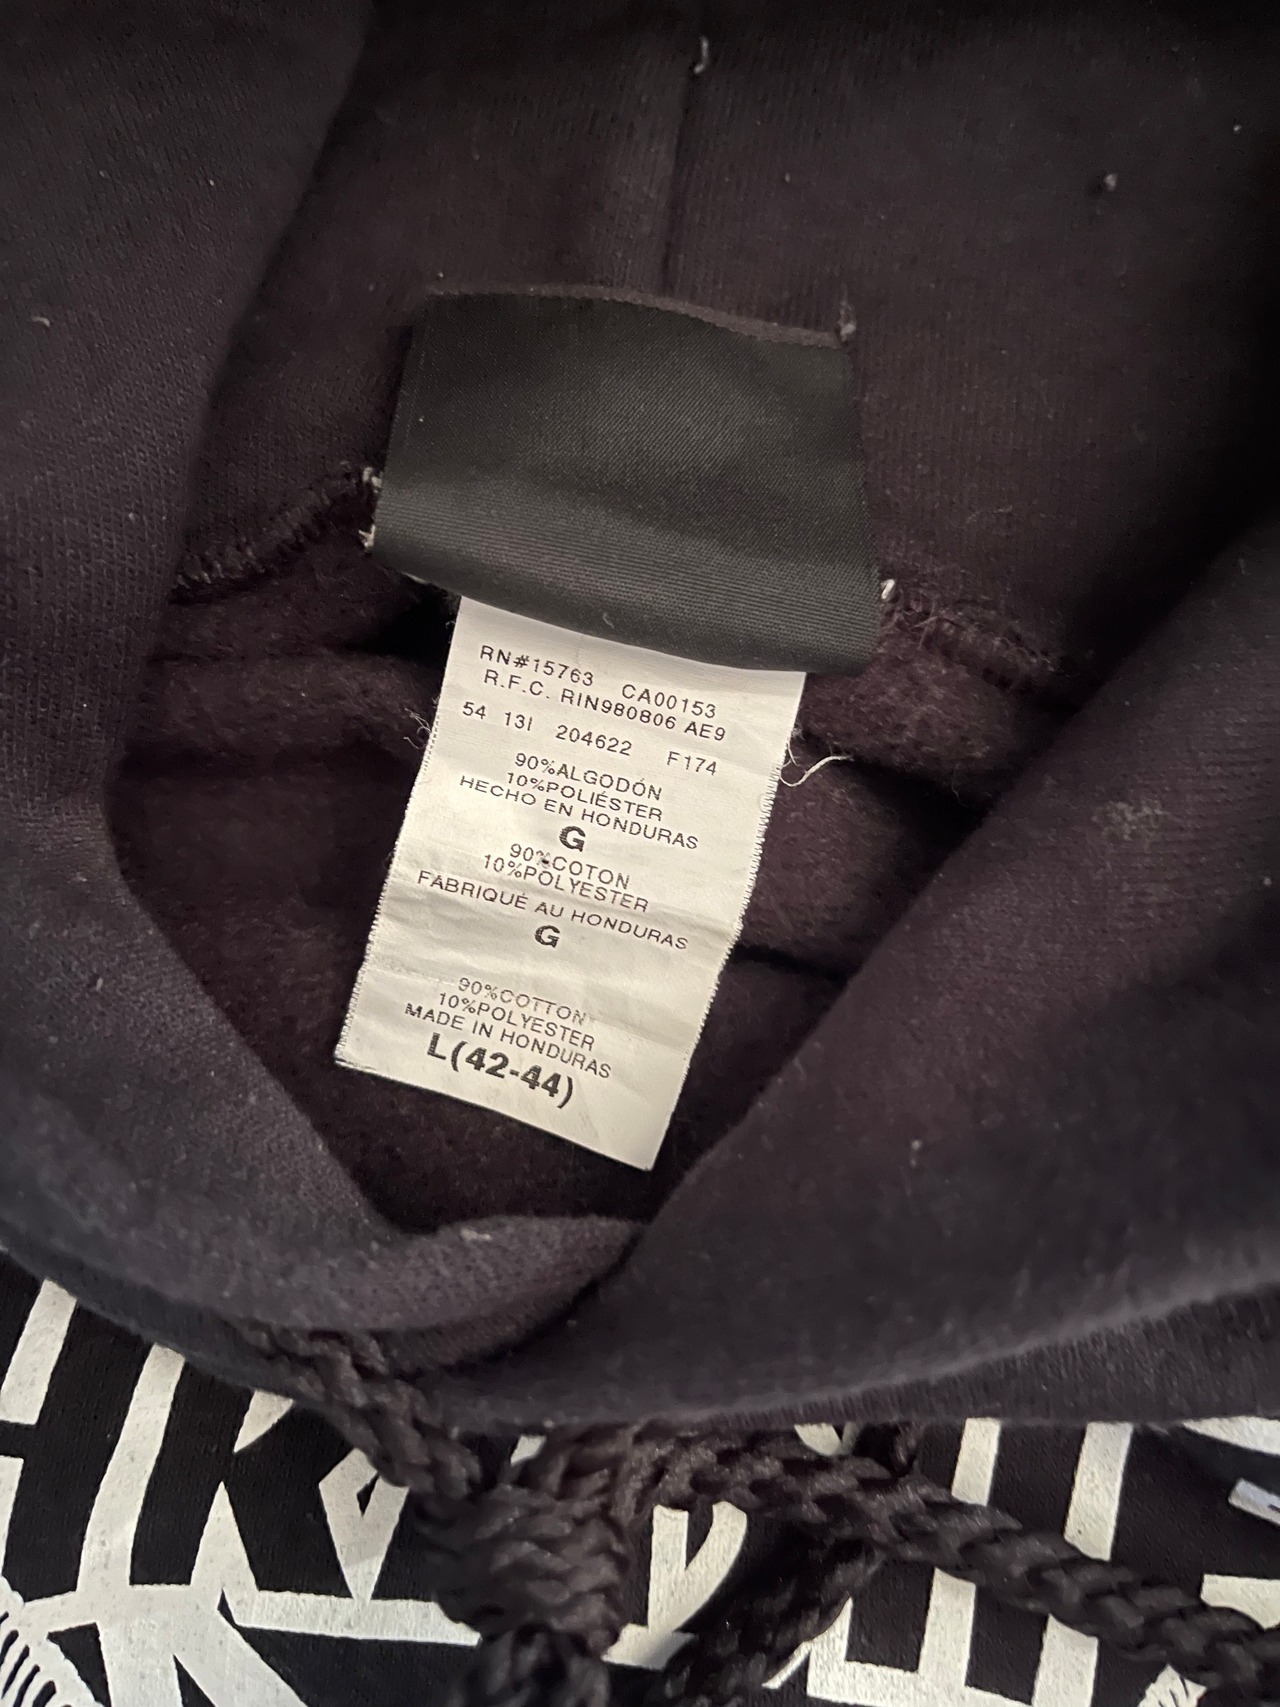 RN#15763 CA00153
R.F.C. RIN980806 AE9
54 13I 204622 F174
90%ALGODÓN
10%POLIÉSTER
HECHO EN HONDURAS
G
90%COTON
10%POLYESTER
FABRIQUÉ AU HONDURAS
G
90%COTTON
10%POLYESTER
MADE IN HONDURAS
L(42-44)